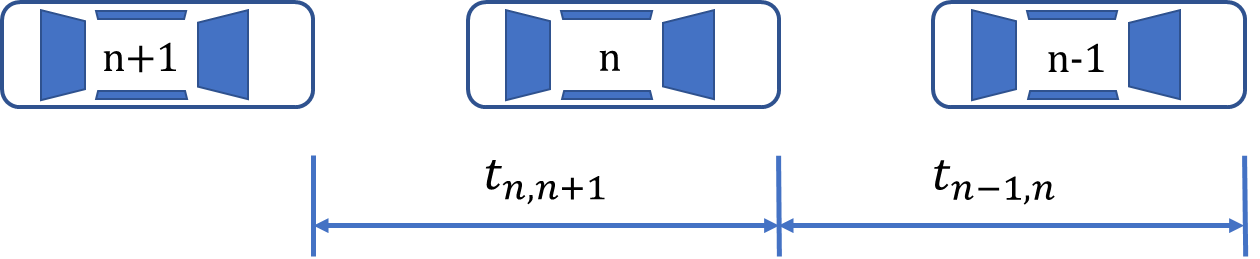 n+1 n n-1
t_{n,n+1} t_{n-1,n}